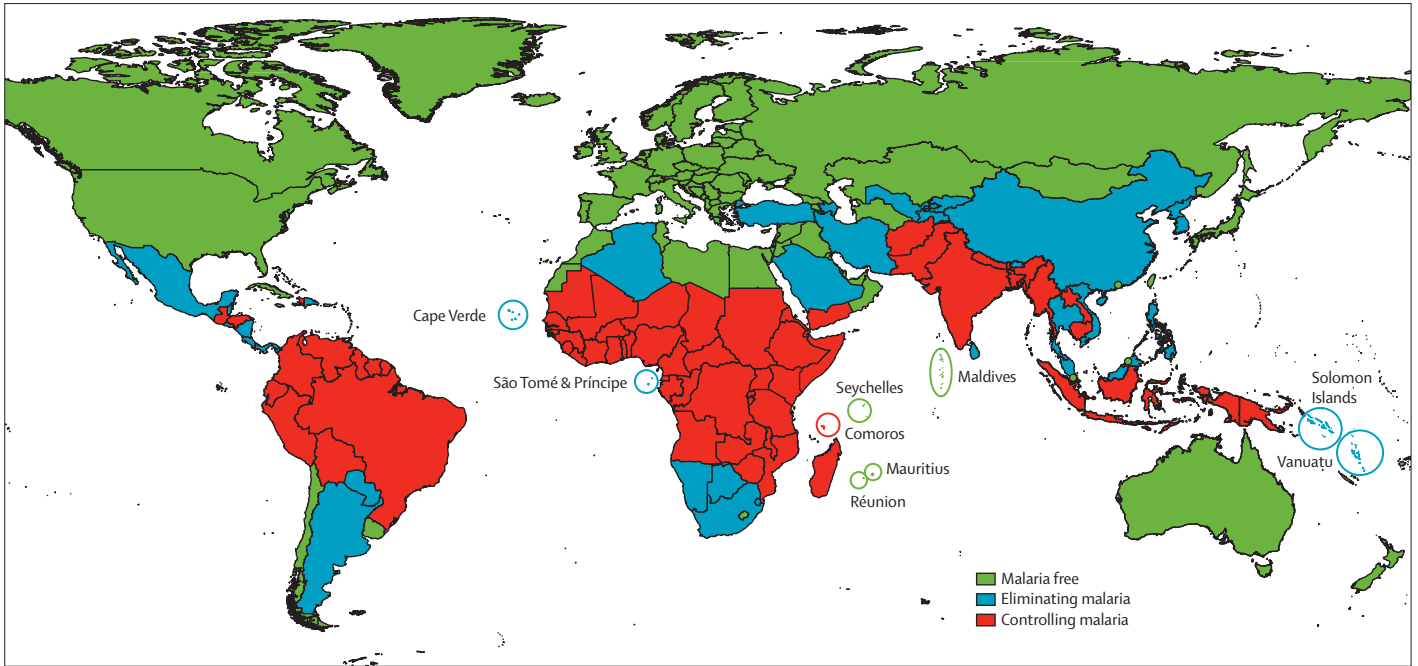 Cape Verde
São Tomé & Príncipe
Seychelles
Comoros
Mauritius
Réunion
Maldives
Solomon
Islands
Vanuatu
Malaria free
Eliminating malaria
Controlling malaria